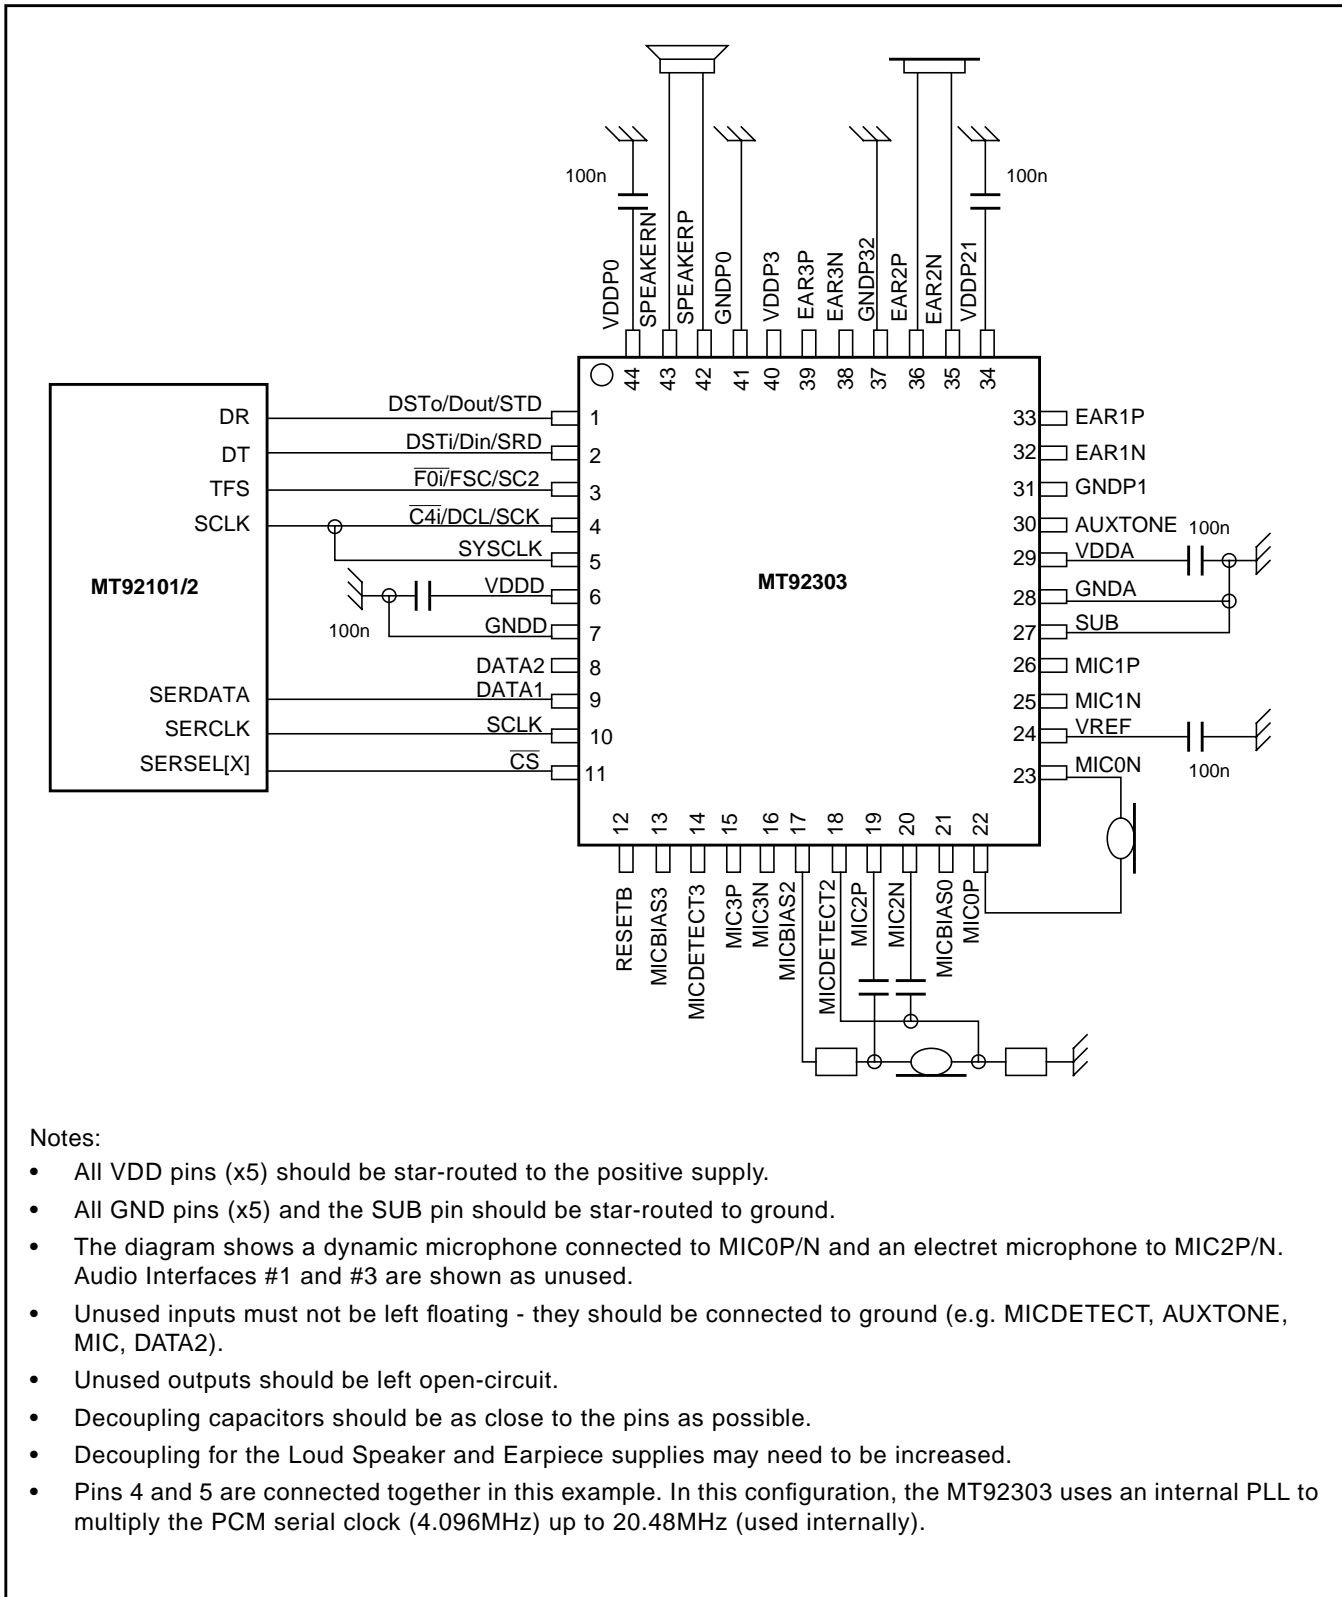 100n
100n
VDDP0
SPEAKERN
SPEAKERP
GNDP0
VDDP3
EAR3P
EAR3N
GNDP32
EAR2P
EAR2N
VDDP21
44
43
42
41
40
39
38
37
36
35
34
DR
DSTo/Dout/STD
1
33
EAR1P
DT
DSTi/Din/SRD
2
32
EAR1N
TFS
F0i/FSC/SC2
3
31
GNDP1
SCLK
C4i/DCL/SCK
4
30
AUXTONE
100n
SYSCLK
5
29
VDDA
MT92101/2
MT92303
VDDD
6
28
GNDA
100n
GNDD
7
27
SUB
DATA2
8
26
MIC1P
SERDATA
DATA1
9
25
MIC1N
SERCLK
SCLK
10
24
VREF
SERSEL[X]
CS
11
23
MIC0N
100n
12
13
14
15
16
17
18
19
20
21
22
RESETB
MICBIAS3
MICDETECT3
MIC3P
MIC3N
MICBIAS2
MICDETECT2
MIC2P
MIC2N
MICBIAS0
MIC0P
Notes:
• All VDD pins (x5) should be star-routed to the positive supply.
• All GND pins (x5) and the SUB pin should be star-routed to ground.
• The diagram shows a dynamic microphone connected to MIC0P/N and an electret microphone to MIC2P/N.
Audio Interfaces #1 and #3 are shown as unused.
• Unused inputs must not be left floating - they should be connected to ground (e.g. MICDETECT, AUXTONE,
MIC, DATA2).
• Unused outputs should be left open-circuit.
• Decoupling capacitors should be as close to the pins as possible.
• Decoupling for the Loud Speaker and Earpiece supplies may need to be increased.
• Pins 4 and 5 are connected together in this example. In this configuration, the MT92303 uses an internal PLL to
multiply the PCM serial clock (4.096MHz) up to 20.48MHz (used internally).